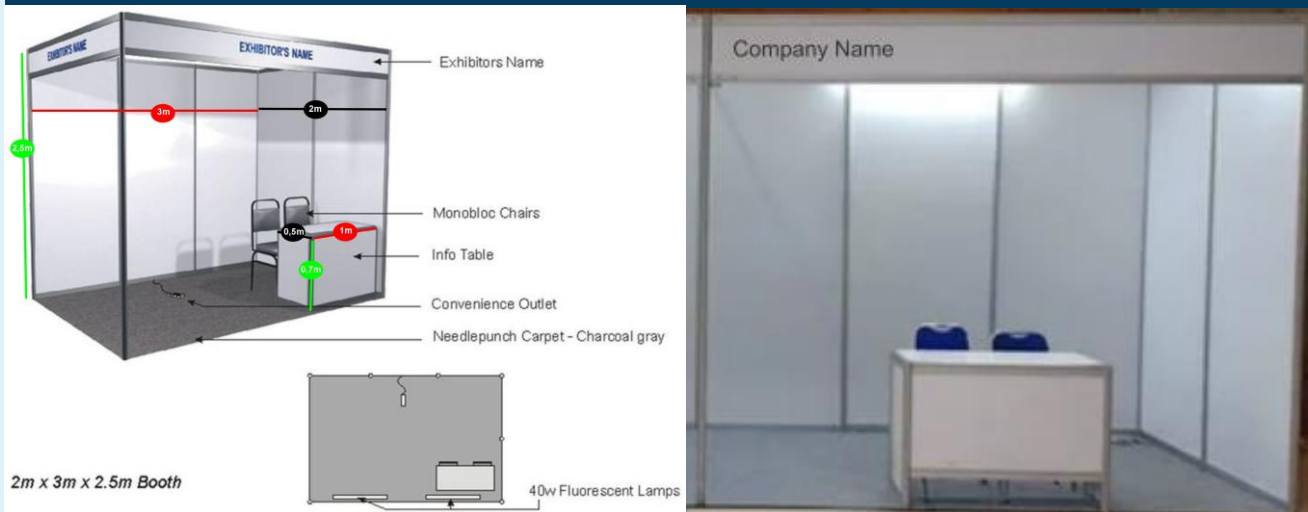 EXHIBITOR'S NAME
EXHIBITOR'S NAME
Exhibitors Name
3m
2m
2,5m
Monobloc Chairs
0,5m
1m
Info Table
0.7m
Convenience Outlet
Needlepunch Carpet - Charcoal gray
2m x 3m x 2.5m Booth
40w Fluorescent Lamps
Company Name